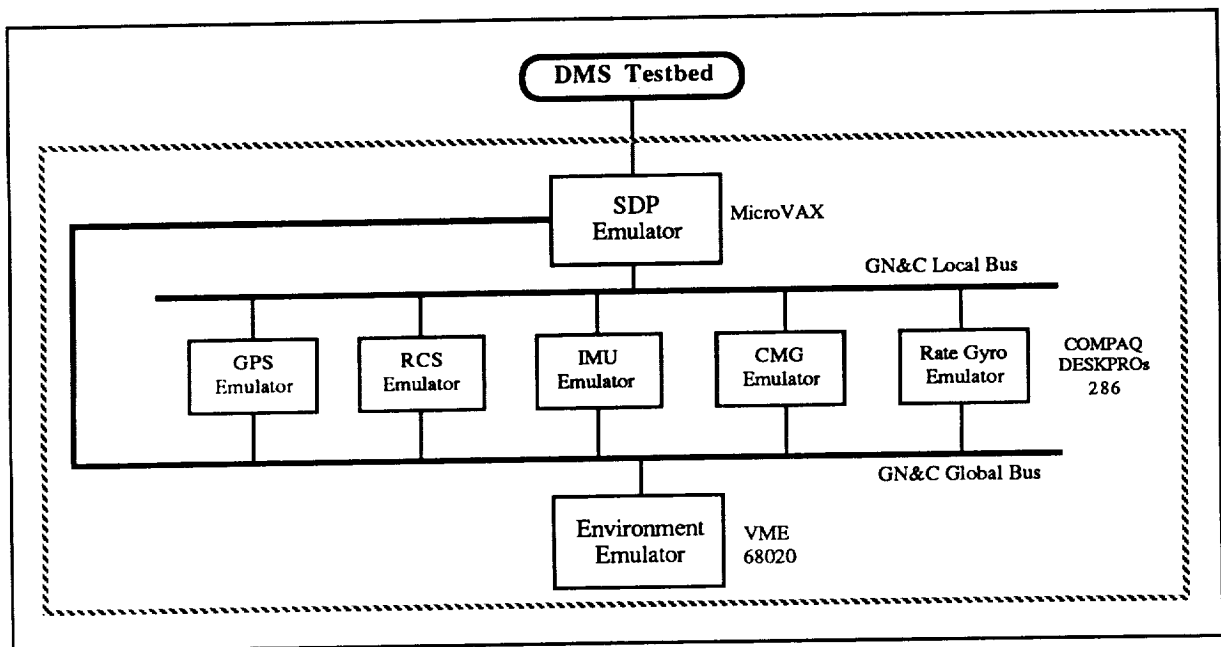 DMS Testbed
SDP
Emulator
MicroVAX
GN&C Local Bus
GPS
Emulator
RCS
Emulator
IMU
Emulator
CMG
Emulator
Rate Gyro
Emulator
COMPAQ
DESKPROs
286
GN&C Global Bus
Environment
Emulator
VME
68020